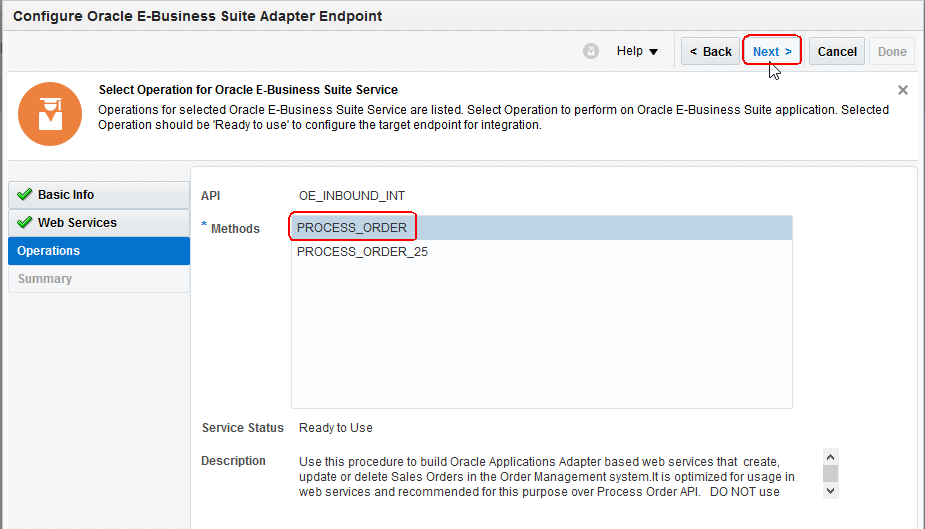 Configure Oracle E-Business Suite Adapter Endpoint
Help
< Back
Next >
Cancel
Done
Select Operation for Oracle E-Business Suite Service
Operations for selected Oracle E-Business Suite Service are listed. Select Operation to perform on Oracle E-Business Suite application. Selected
Operation should be 'Ready to use' to configure the target endpoint for integration.
Basic Info
Web Services
Operations
Summary
API OE_INBOUND_INT
* Methods
PROCESS_ORDER
PROCESS_ORDER_25
Service Status Ready to Use
Description
Use this procedure to build Oracle Applications Adapter based web services that create,
update or delete Sales Orders in the Order Management system.It is optimized for usage in
web services and recommended for this purpose over Process Order API. DO NOT use